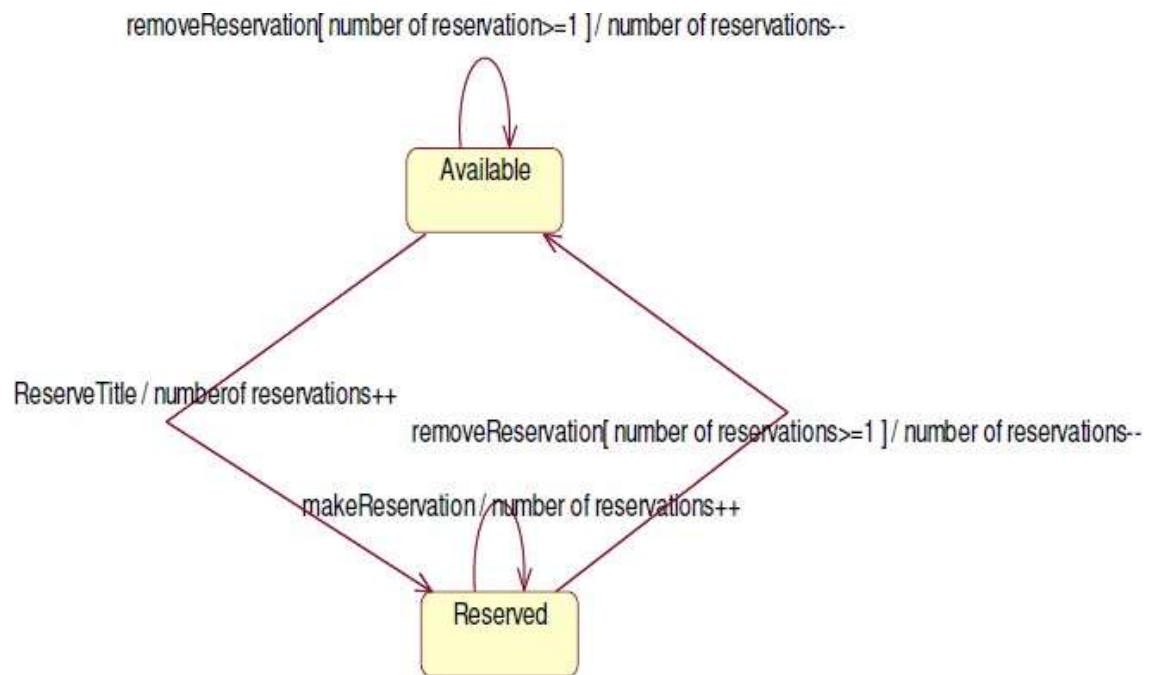 removeReservation[ number of reservation>=1 ] / number of reservations--
Available
ReserveTitle / numberof reservations++
removeReservation[ number of reservations>=1 ] / number of reservations--
makeReservation / number of reservations++
Reserved